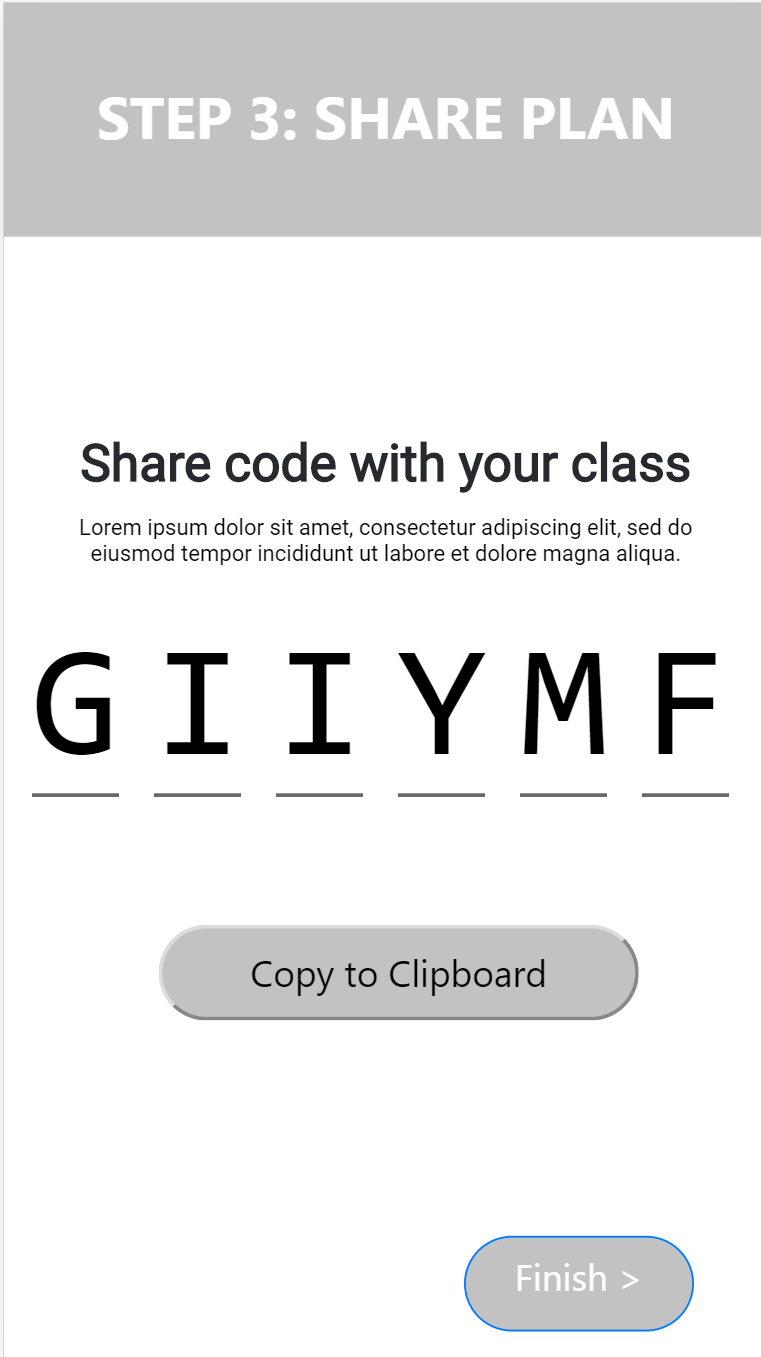 STEP 3: SHARE PLAN
Share code with your class
Lorem ipsum dolor sit amet, consectetur adipiscing elit, sed do
eiusmod tempor incididunt ut labore et dolore magna aliqua.
G I I Y M F
Copy to Clipboard
Finish >